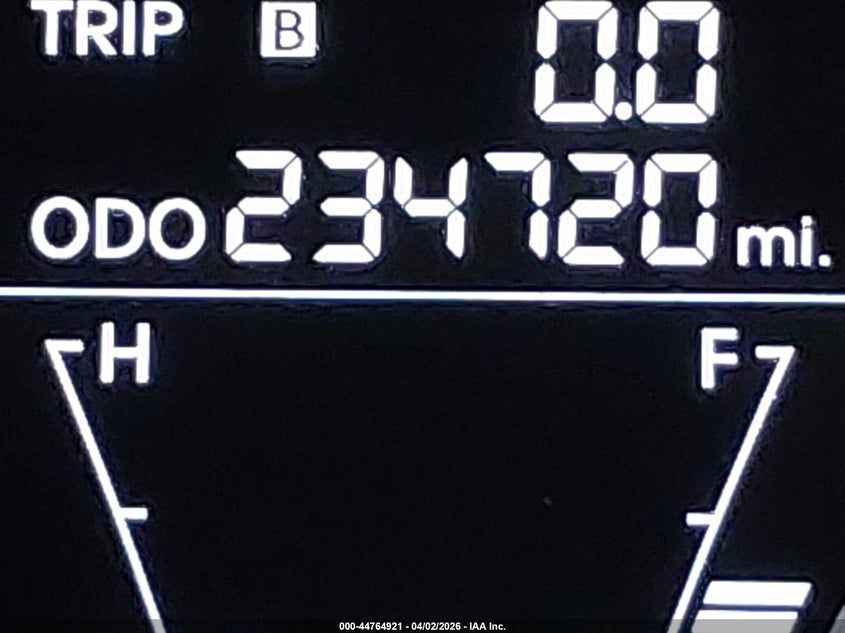 TRIP B 0.0
ODO 234720 mi.
H F
000-44764921 - 04/02/2026 - IAA Inc.